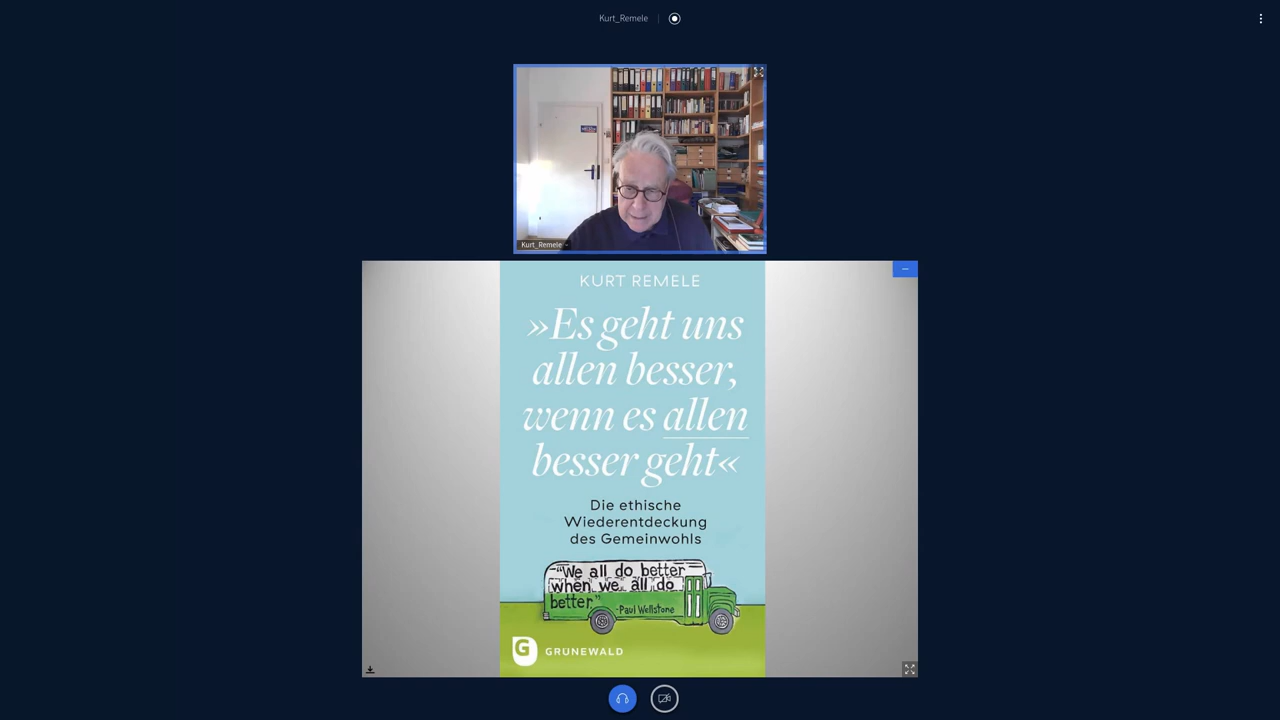 Kurt_Remele
Kurt_Remele
KURT REMELE
»Es geht uns
allen besser,
wenn es allen
besser geht«
Die ethische
Wiederentdeckung
des Gemeinwohls
"We all do better
when we all do
better."
-Paul Wellstone
G GRÜNEWALD